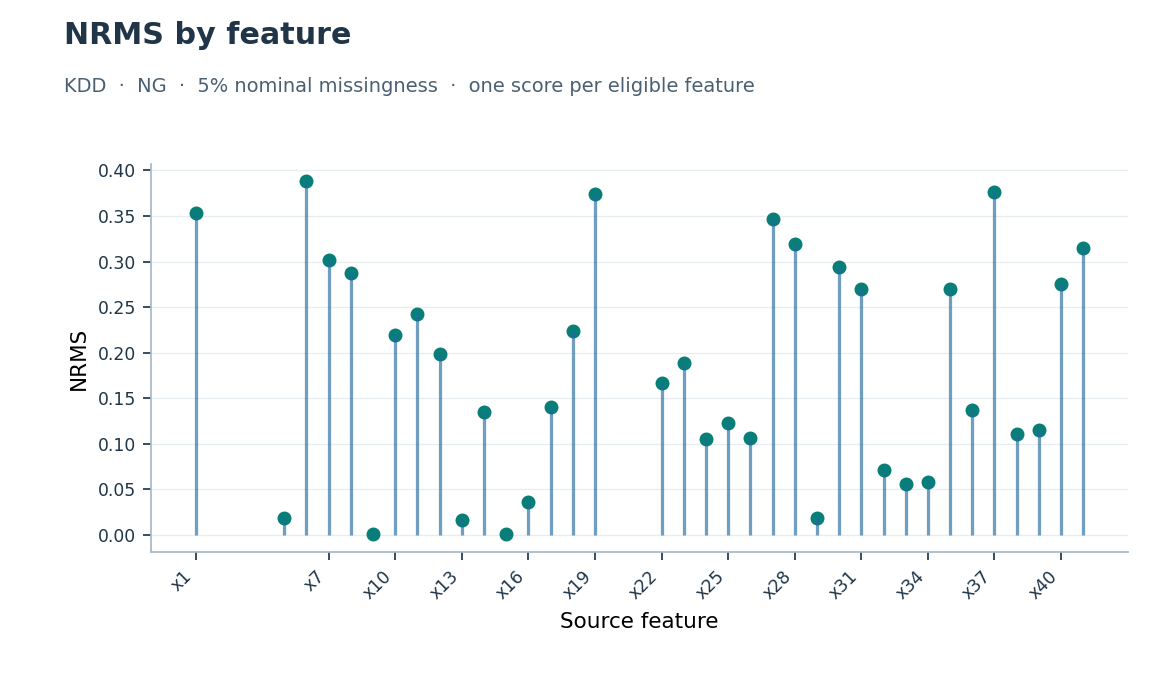 NRMS by feature
KDD · NG · 5% nominal missingness · one score per eligible feature
0.40
0.35
0.30
0.25
0.20
0.15
0.10
0.05
0.00
NRMS
x1 x7 x10 x13 x16 x19 x22 x25 x28 x31 x34 x37 x40
Source feature